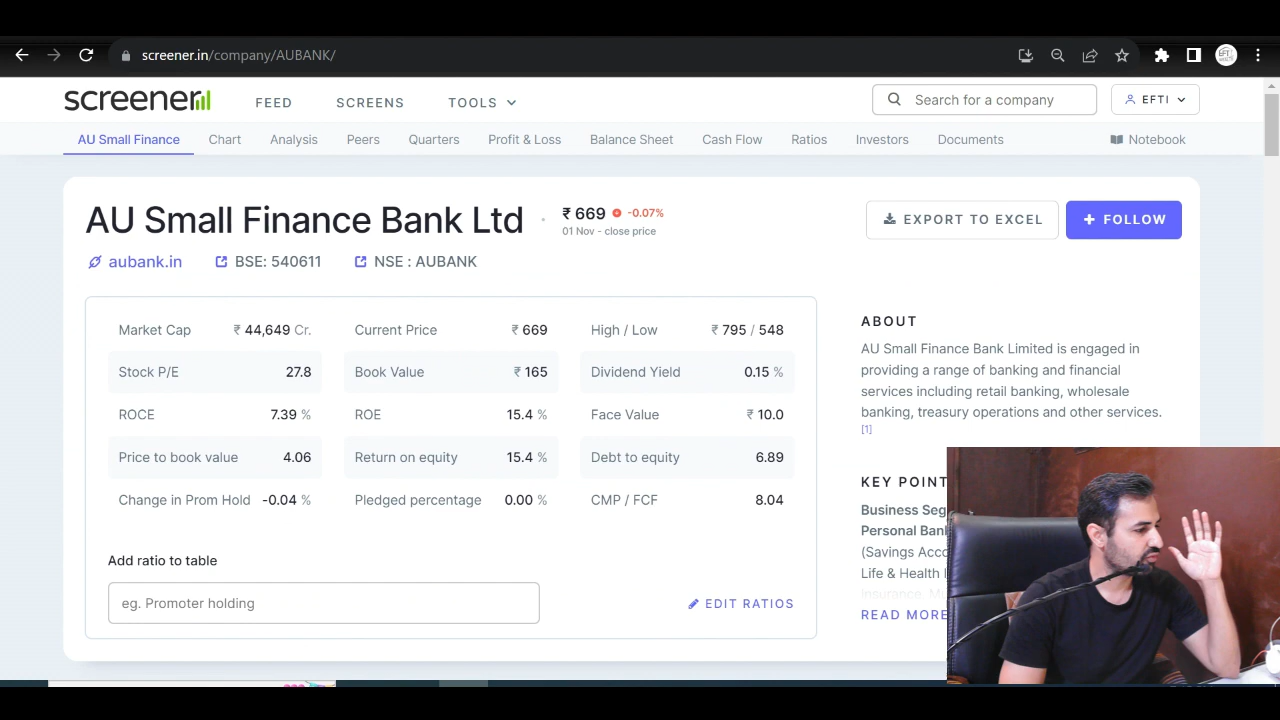 screener.in/company/AUBANK/
screener
FEED
SCREENS
TOOLS
Search for a company
EFTI
AU Small Finance
Chart
Analysis
Peers
Quarters
Profit & Loss
Balance Sheet
Cash Flow
Ratios
Investors
Documents
Notebook
AU Small Finance Bank Ltd
₹ 669 -0.07%
01 Nov - close price
EXPORT TO EXCEL
FOLLOW
aubank.in
BSE: 540611
NSE : AUBANK
Market Cap ₹ 44,649 Cr.
Current Price ₹ 669
High / Low ₹ 795 / 548
Stock P/E 27.8
Book Value ₹ 165
Dividend Yield 0.15 %
ROCE 7.39 %
ROE 15.4 %
Face Value ₹ 10.0
Price to book value 4.06
Return on equity 15.4 %
Debt to equity 6.89
Change in Prom Hold -0.04 %
Pledged percentage 0.00 %
CMP / FCF 8.04
Add ratio to table
eg. Promoter holding
EDIT RATIOS
ABOUT
AU Small Finance Bank Limited is engaged in
providing a range of banking and financial
services including retail banking, wholesale
banking, treasury operations and other services.
[1]
KEY POINT
Business Seg
Personal Bank
(Savings Acco
Life & Health I
insurance, M
READ MORE